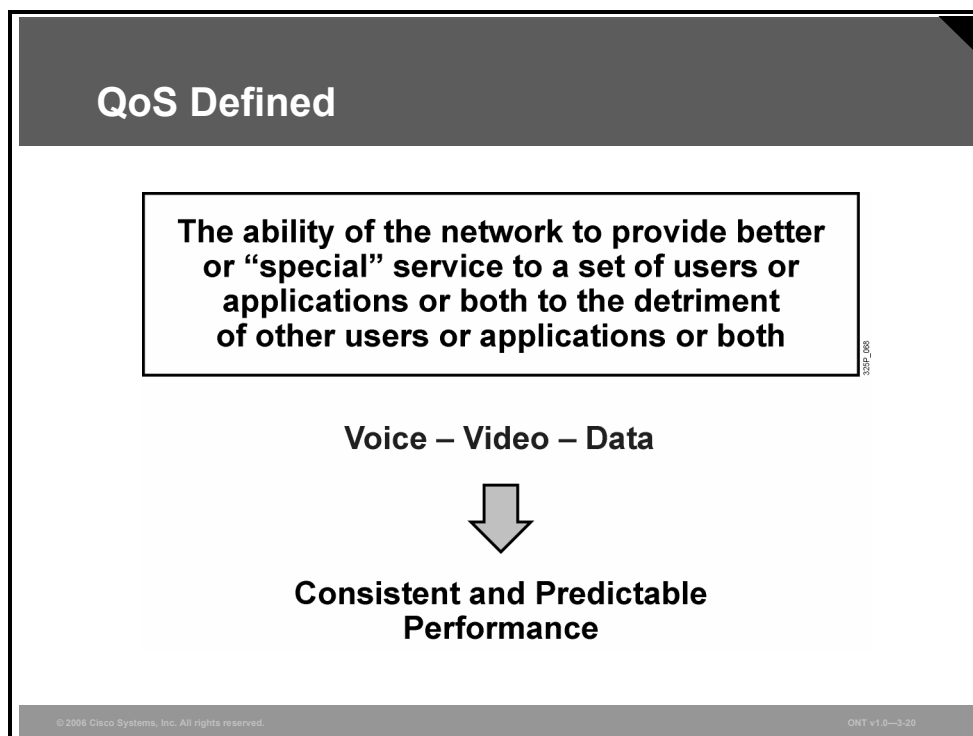 QoS Defined
The ability of the network to provide better
or “special” service to a set of users or
applications or both to the detriment
of other users or applications or both
325P_068
Voice – Video – Data
Consistent and Predictable
Performance
© 2006 Cisco Systems, Inc. All rights reserved.
ONT v1.0—3-20